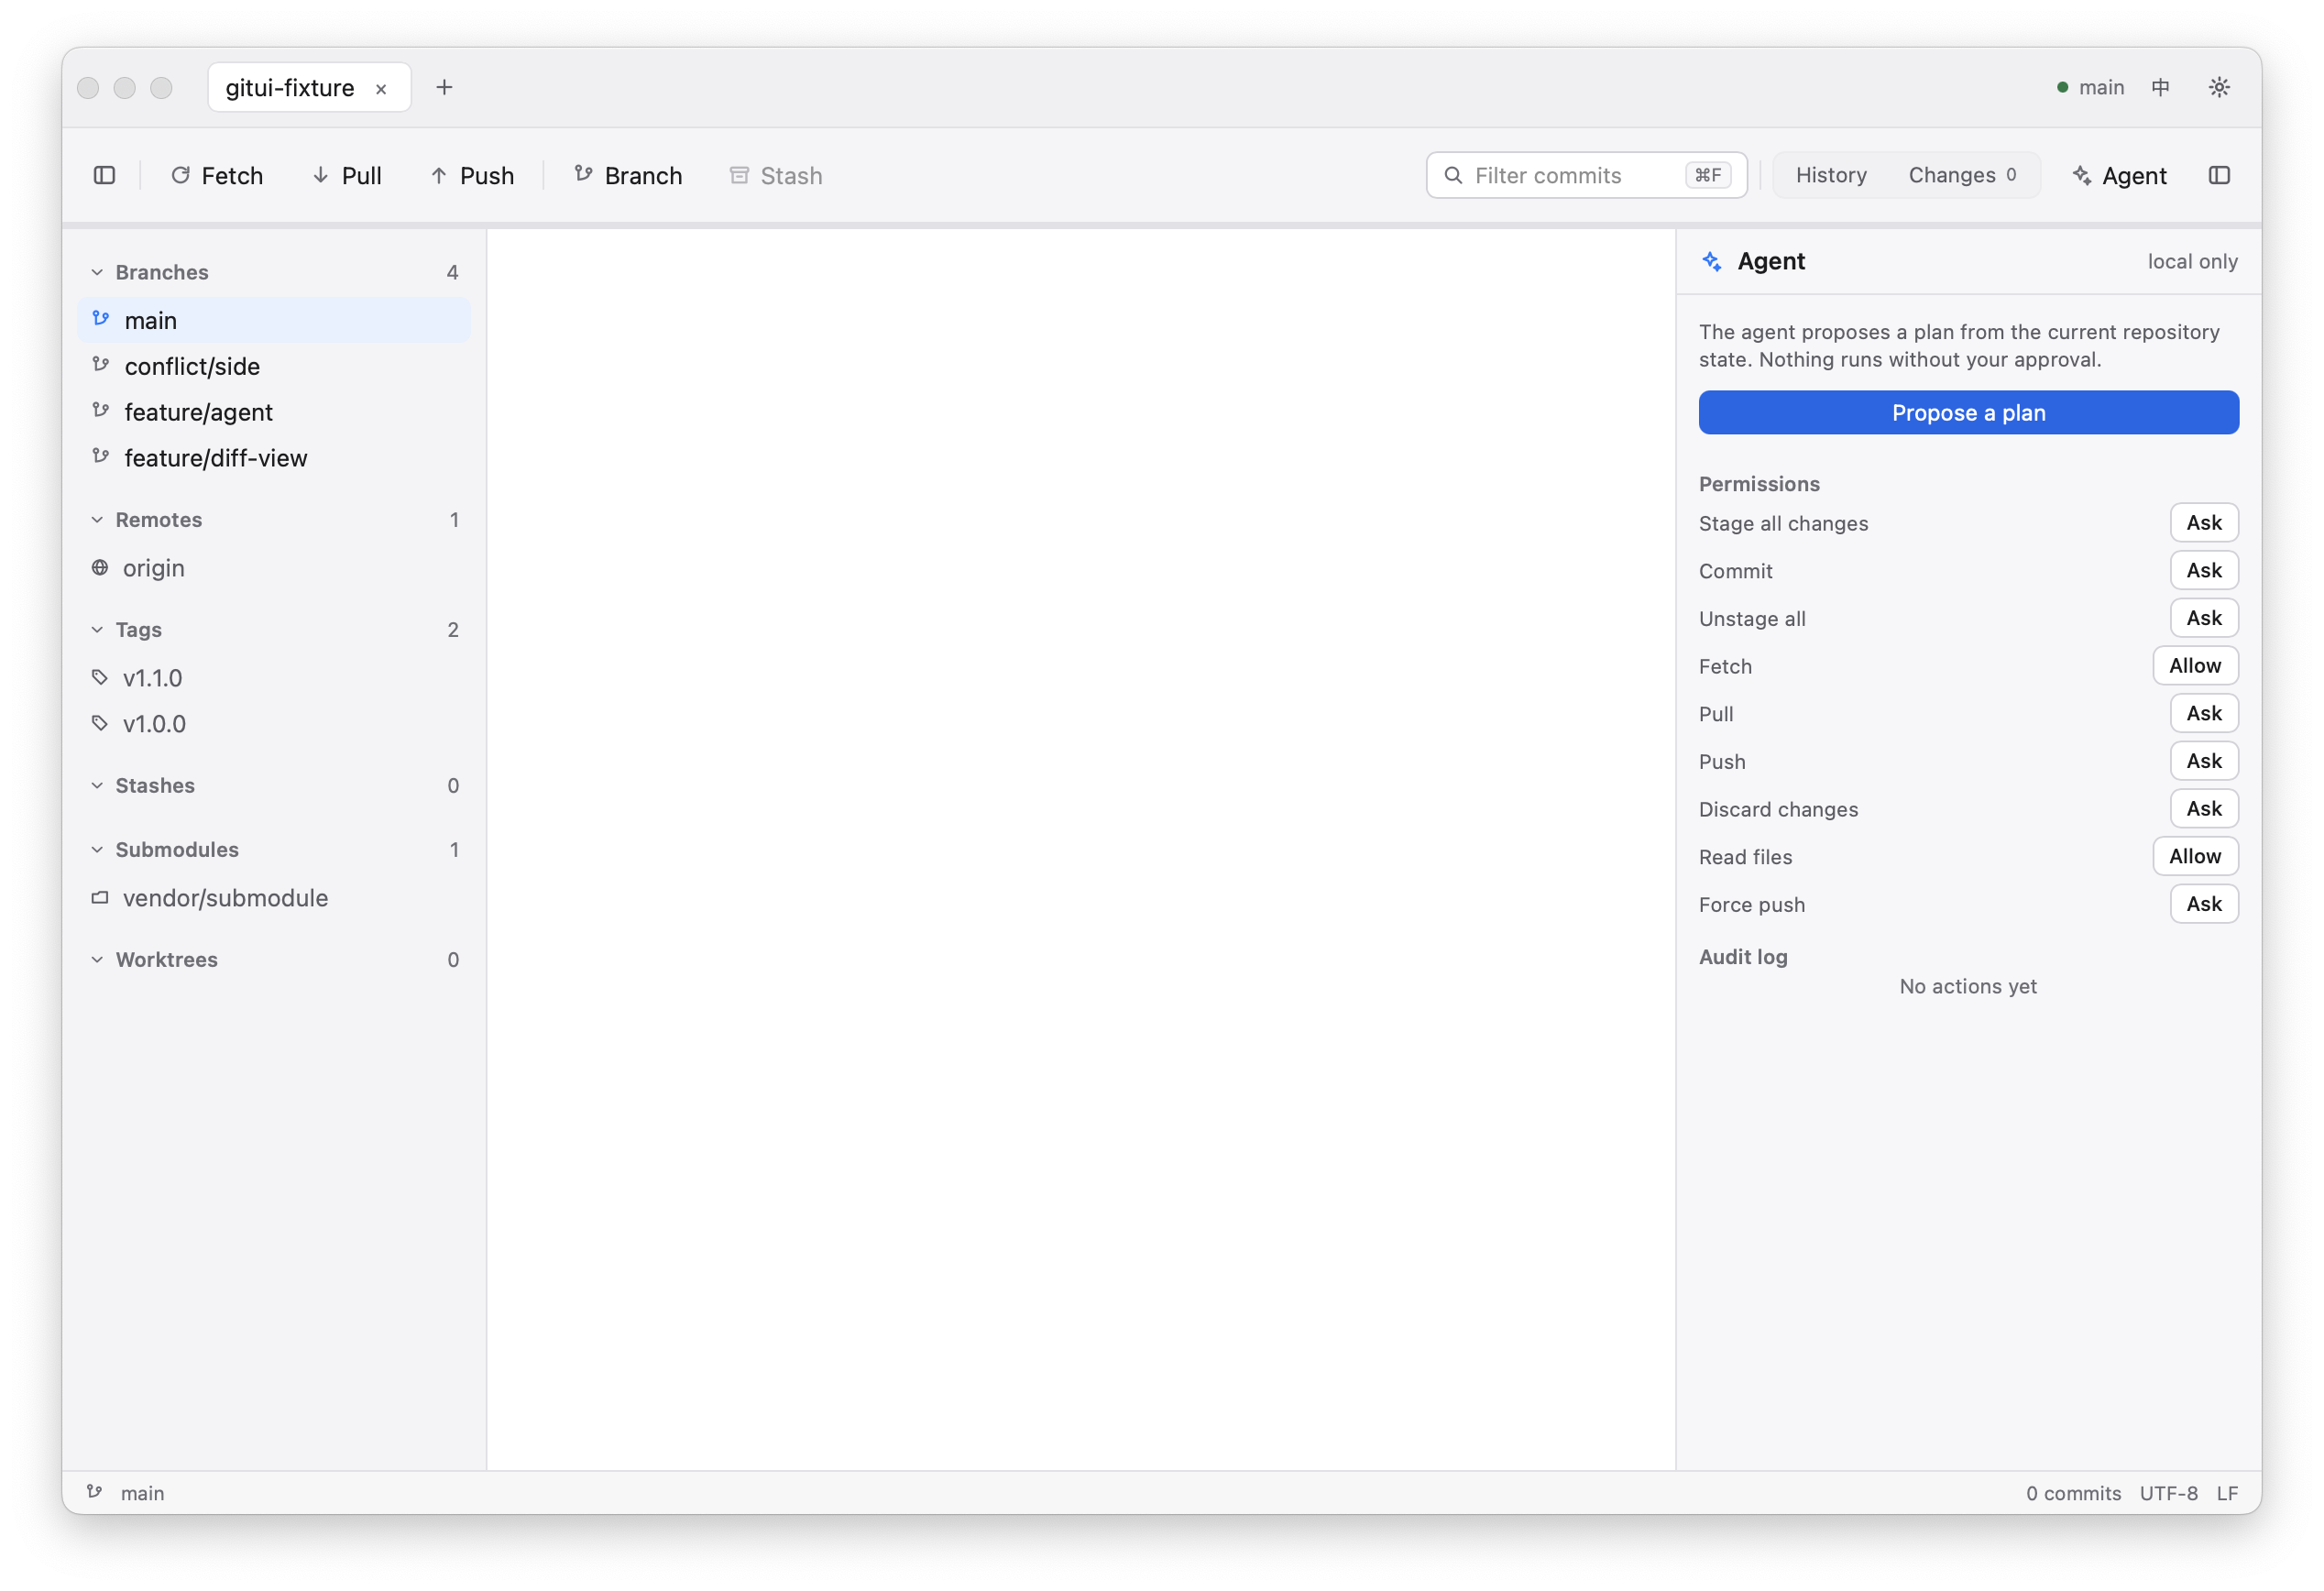 gitui-fixture ×
main 中
Fetch Pull Push Branch Stash
Filter commits ⌘F
History Changes 0
Agent
Branches 4
main
conflict/side
feature/agent
feature/diff-view
Remotes 1
origin
Tags 2
v1.1.0
v1.0.0
Stashes 0
Submodules 1
vendor/submodule
Worktrees 0
Agent local only
The agent proposes a plan from the current repository
state. Nothing runs without your approval.
Propose a plan
Permissions
Stage all changes Ask
Commit Ask
Unstage all Ask
Fetch Allow
Pull Ask
Push Ask
Discard changes Ask
Read files Allow
Force push Ask
Audit log
No actions yet
main
0 commits UTF-8 LF